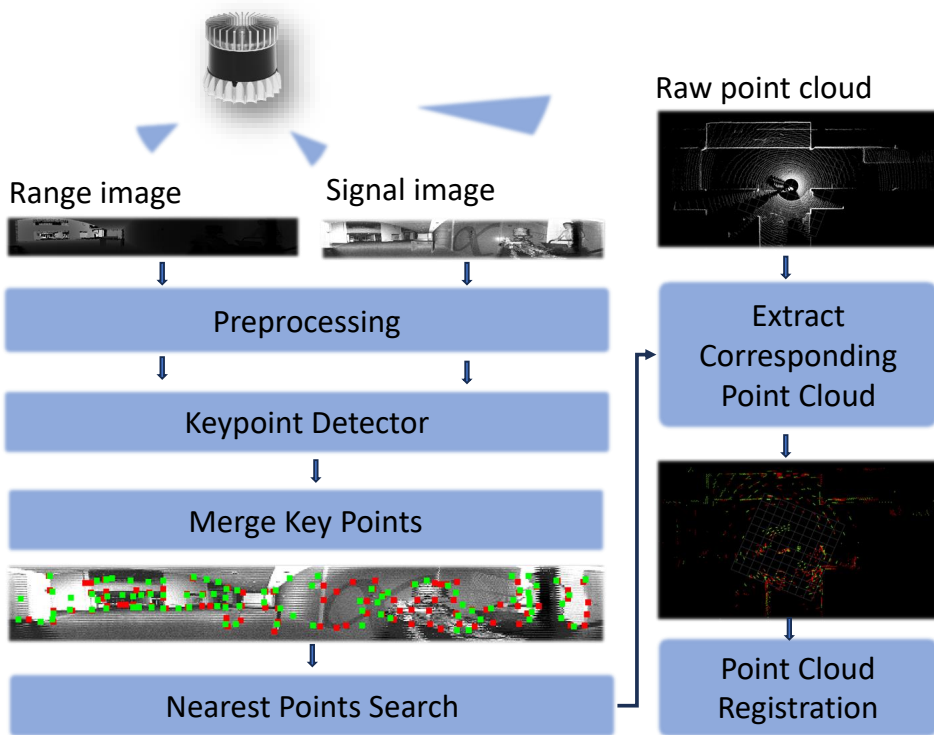 Raw point cloud
Range image
Signal image
Preprocessing
Keypoint Detector
Merge Key Points
Nearest Points Search
Extract
Corresponding
Point Cloud
Point Cloud
Registration